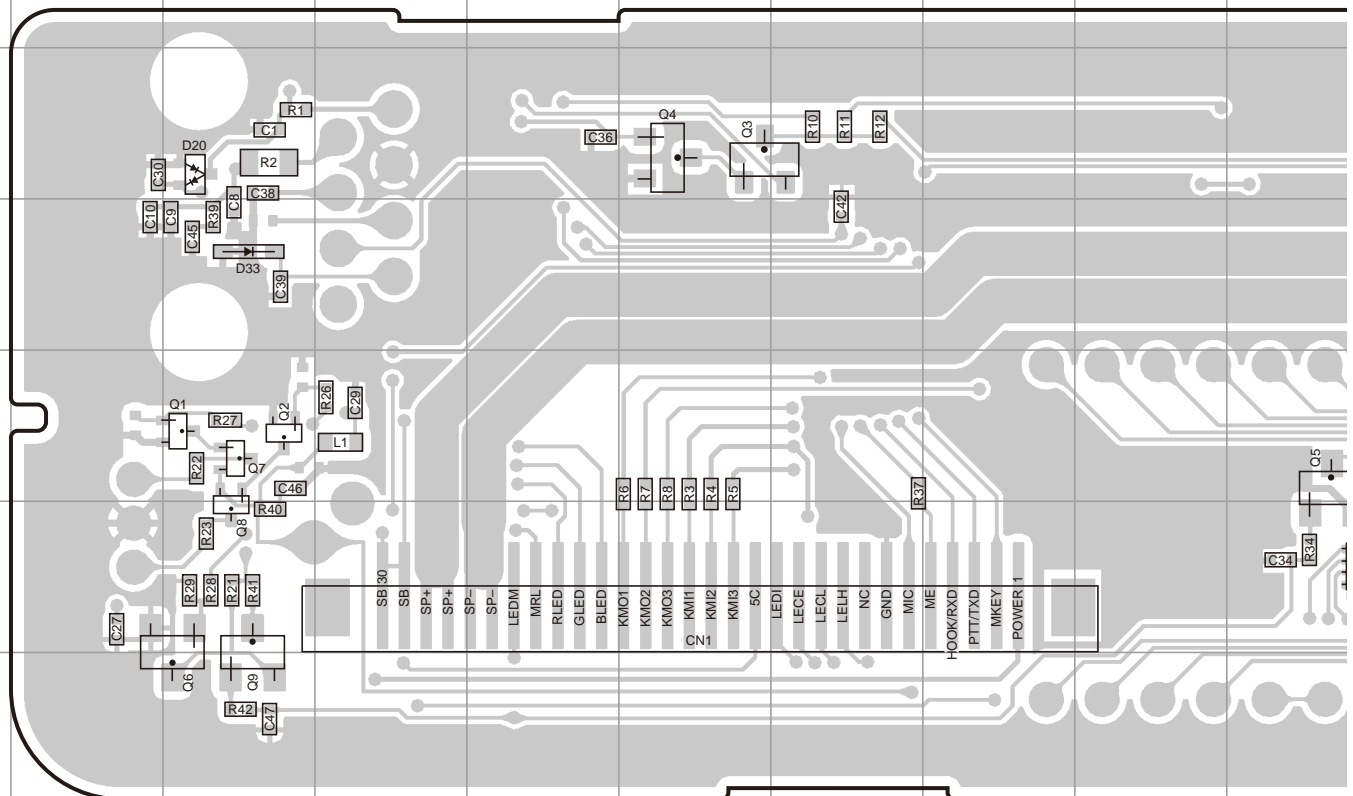 R1
C1
D20
R2
C30
C38
C8
C10
C9
R39
C45
D33
C39
Q4
C36
Q3
R10
R11
R12
C42
R26
C29
Q1
R27
Q2
L1
R22
Q7
C46
R40
Q8
R23
R29
R28
R21
R41
C27
Q6
Q9
R42
C47
R6
R7
R8
R3
R4
R5
R37
Q5
R34
C34
SB 30
SB
SP+
SP+
SP–
SP–
LEDM
MRL
RLED
GLED
BLED
KMO1
KMO2
KMO3
KMI1
KMI2
KMI3
5C
LEDI
LECE
LECL
LELH
NC
GND
MIC
ME
HOOK/RXD
PTT/TXD
MKEY
POWER 1
CN1